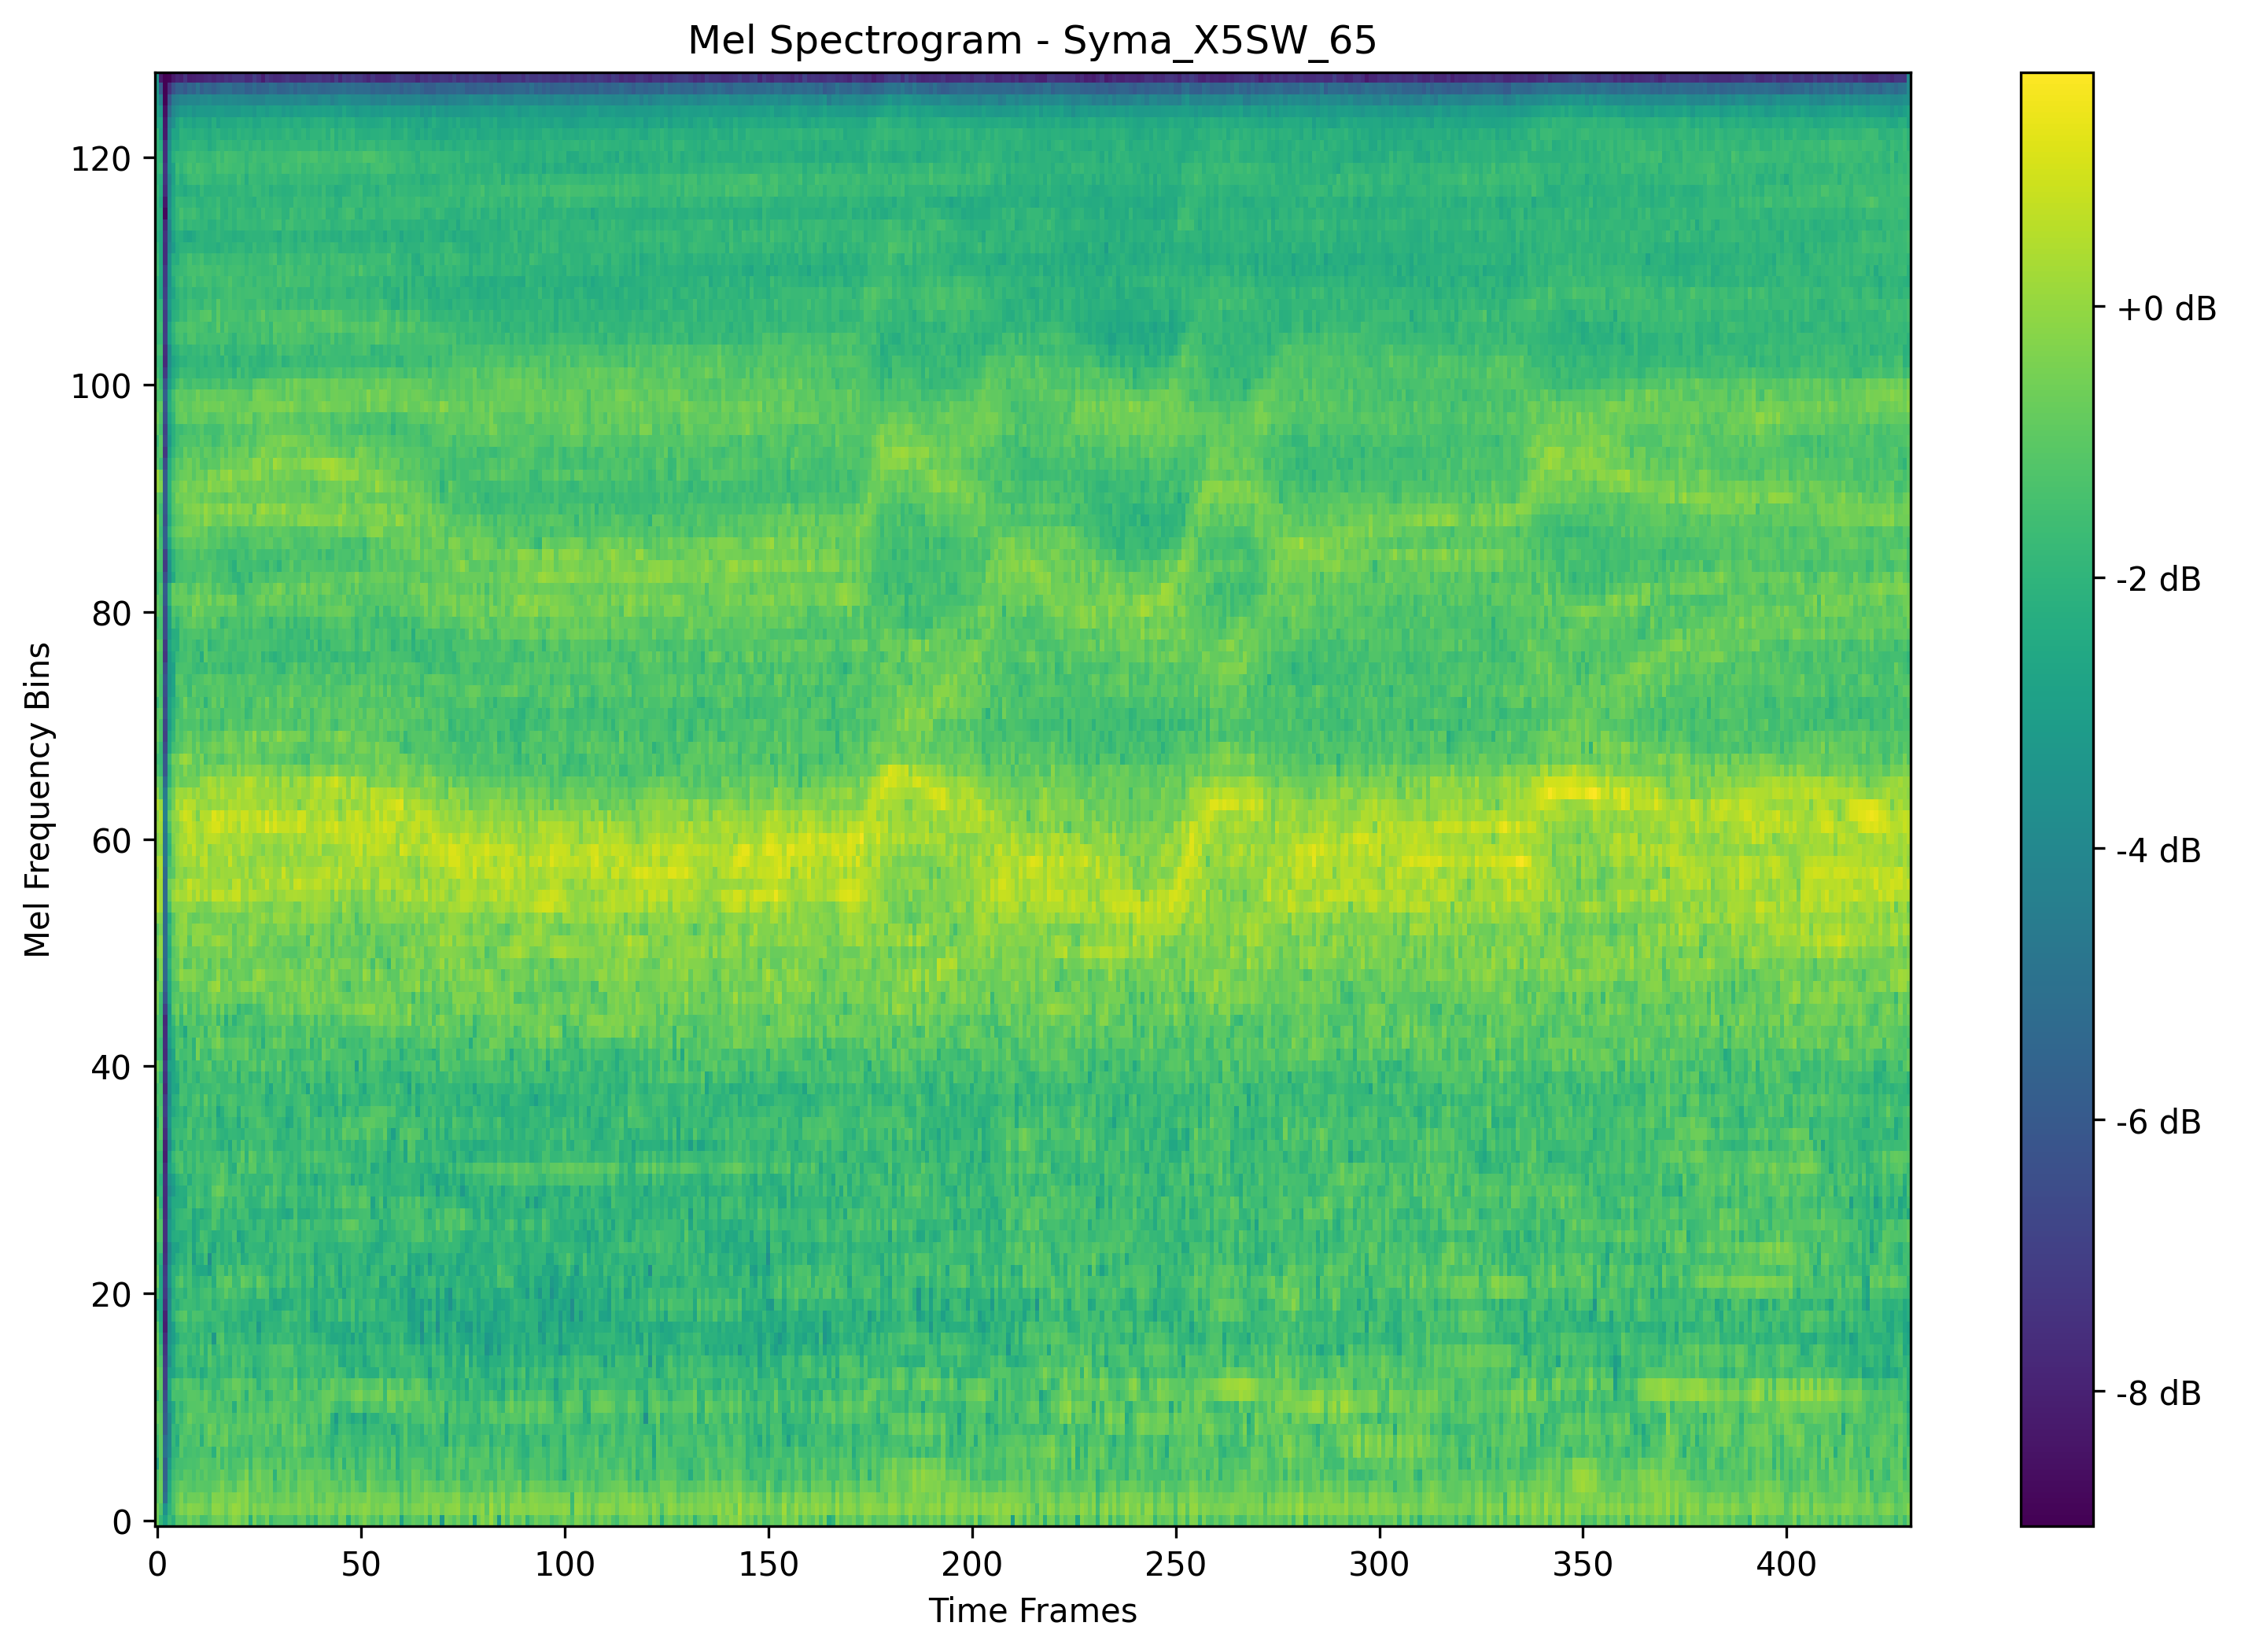 Mel Spectrogram - Syma_X5SW_65
Mel Frequency Bins
120
100
80
60
40
20
0
0 50 100 150 200 250 300 350 400
Time Frames
+0 dB
-2 dB
-4 dB
-6 dB
-8 dB